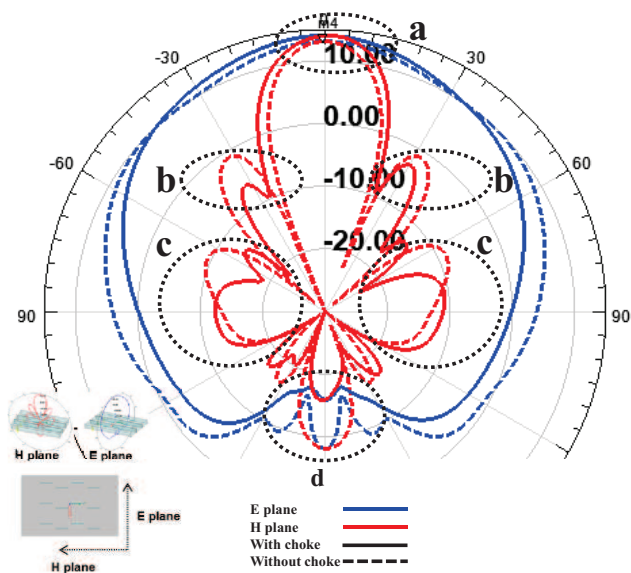 M4
a
-30
10.00
30
0.00
-60
b
-10.00
b
60
c
-20.00
c
90
90
H plane
E plane
d
E plane
H plane
E plane
H plane
With choke
Without choke